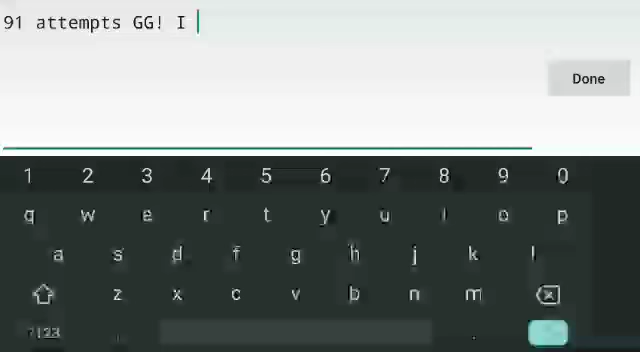 91 attempts GG! I
Done
1 2 3 4 5 6 7 8 9 0
q w e r t y u i o p
a s d f g h j k l
z x c v b n m
?123 , .